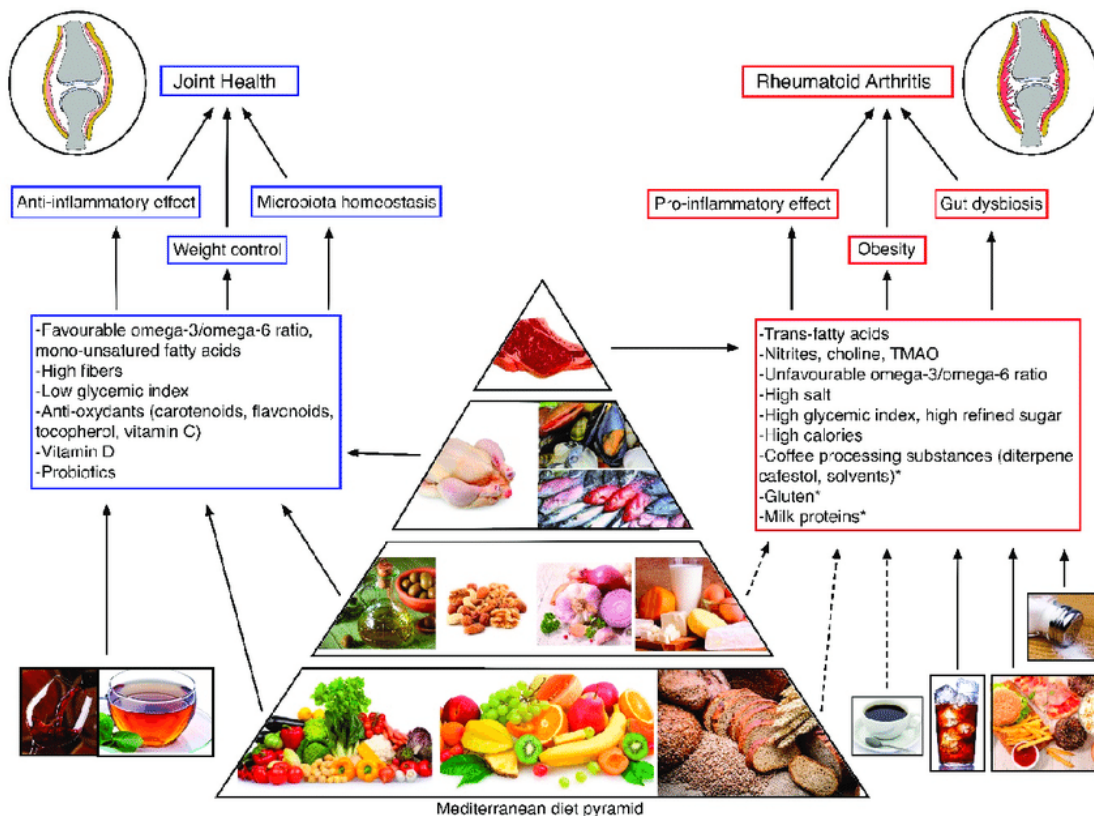 Joint Health
Rheumatoid Arthritis
Anti-inflammatory effect
Microbiota homeostasis
Weight control
Pro-inflammatory effect
Gut dysbiosis
Obesity
-Favourable omega-3/omega-6 ratio,
mono-unsatured fatty acids
-High fibers
-Low glycemic index
-Anti-oxydants (carotenoids, flavonoids,
tocopherol, vitamin C)
-Vitamin D
-Probiotics
-Trans-fatty acids
-Nitrites, choline, TMAO
-Unfavourable omega-3/omega-6 ratio
-High salt
-High glycemic index, high refined sugar
-High calories
-Coffee processing substances (diterpene
cafestol, solvents)*
-Gluten*
-Milk proteins*
Mediterranean diet pyramid